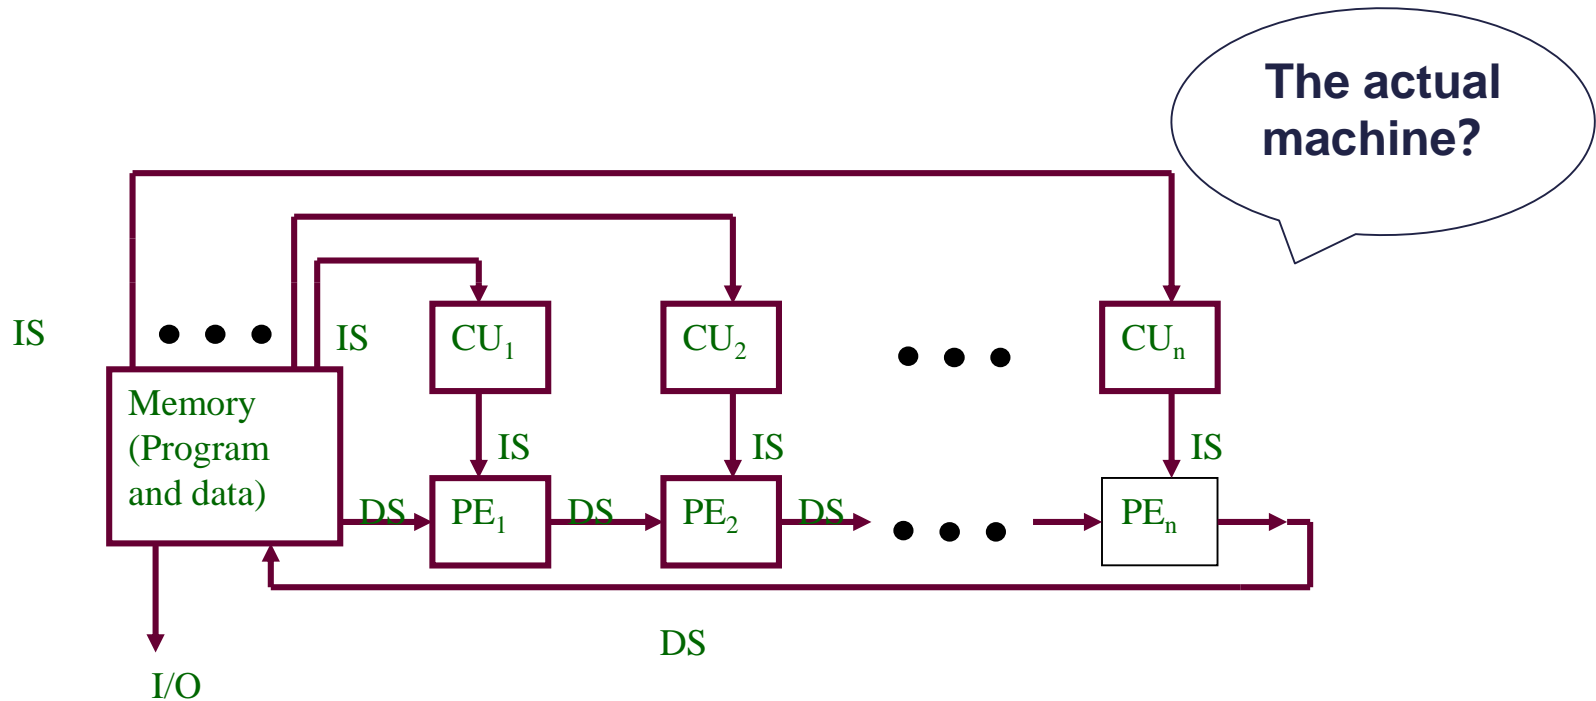 The actual
machine?
IS
IS
CU₁
CU₂
CUₙ
Memory
(Program
and data)
IS
IS
IS
DS
PE₁
DS
PE₂
DS
PEₙ
DS
I/O